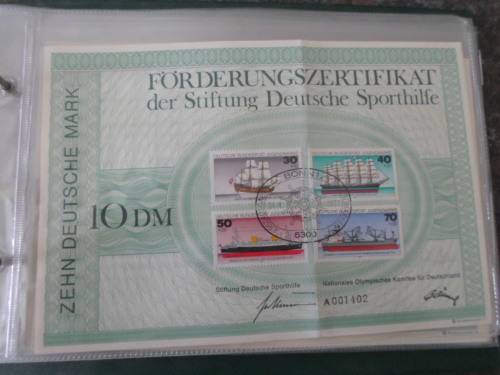 FÖRDERUNGSZERTIFIKAT
der Stiftung Deutsche Sporthilfe
ZEHN DEUTSCHE MARK
10 DM
30
40
50
70
BONN
5300
Stiftung Deutsche Sporthilfe
Nationales Olympisches Komitee für Deutschland
A 001402